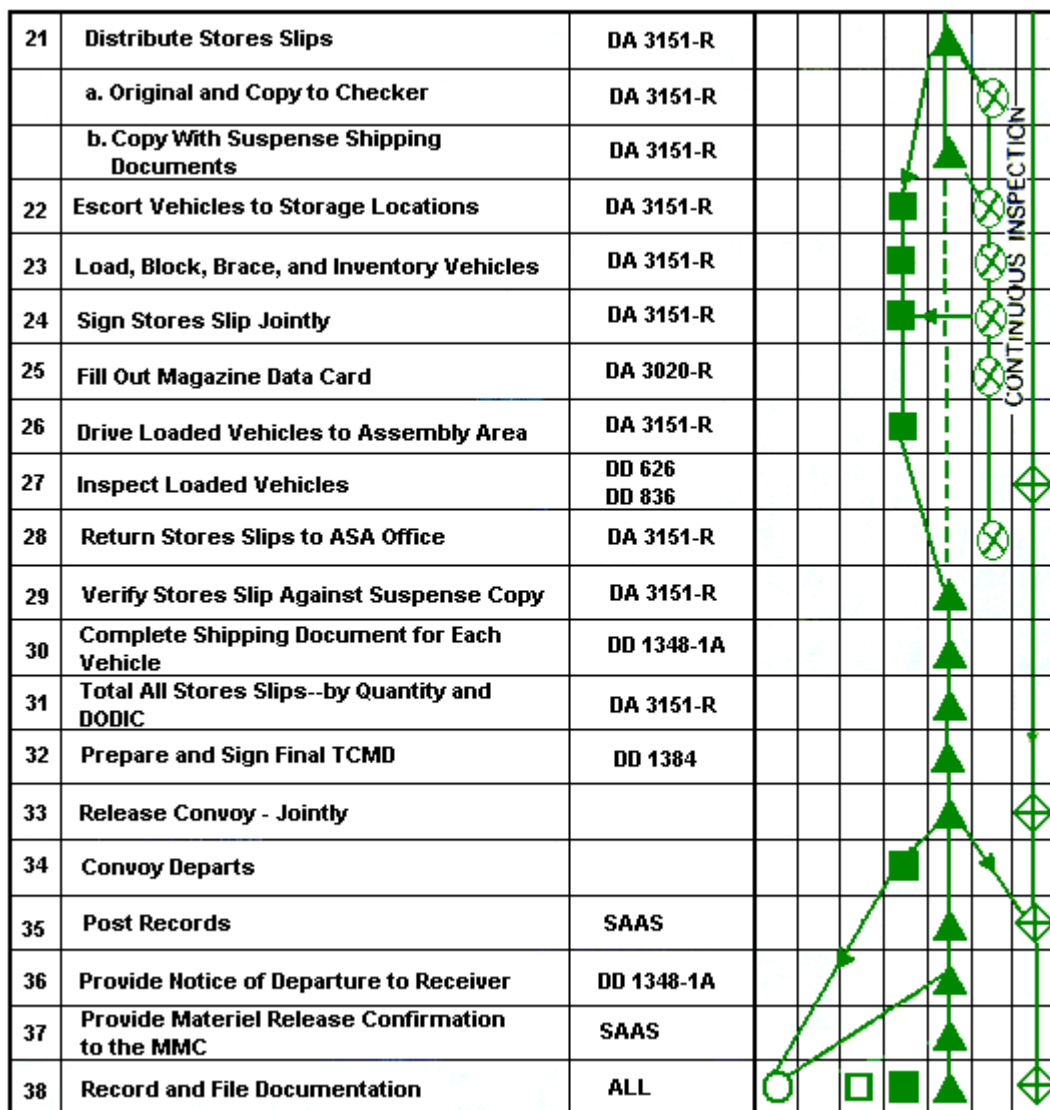 21 Distribute Stores Slips DA 3151-R
a. Original and Copy to Checker DA 3151-R
b. Copy With Suspense Shipping
Documents DA 3151-R
22 Escort Vehicles to Storage Locations DA 3151-R
23 Load, Block, Brace, and Inventory Vehicles DA 3151-R
24 Sign Stores Slip Jointly DA 3151-R
25 Fill Out Magazine Data Card DA 3020-R
26 Drive Loaded Vehicles to Assembly Area DA 3151-R
27 Inspect Loaded Vehicles DD 626
DD 836
28 Return Stores Slips to ASA Office DA 3151-R
29 Verify Stores Slip Against Suspense Copy DA 3151-R
30 Complete Shipping Document for Each
Vehicle DD 1348-1A
31 Total All Stores Slips--by Quantity and
DODIC DA 3151-R
32 Prepare and Sign Final TCMD DD 1384
33 Release Convoy - Jointly
34 Convoy Departs
35 Post Records SAAS
36 Provide Notice of Departure to Receiver DD 1348-1A
37 Provide Materiel Release Confirmation
to the MMC SAAS
38 Record and File Documentation ALL
CONTINUOUS INSPECTION